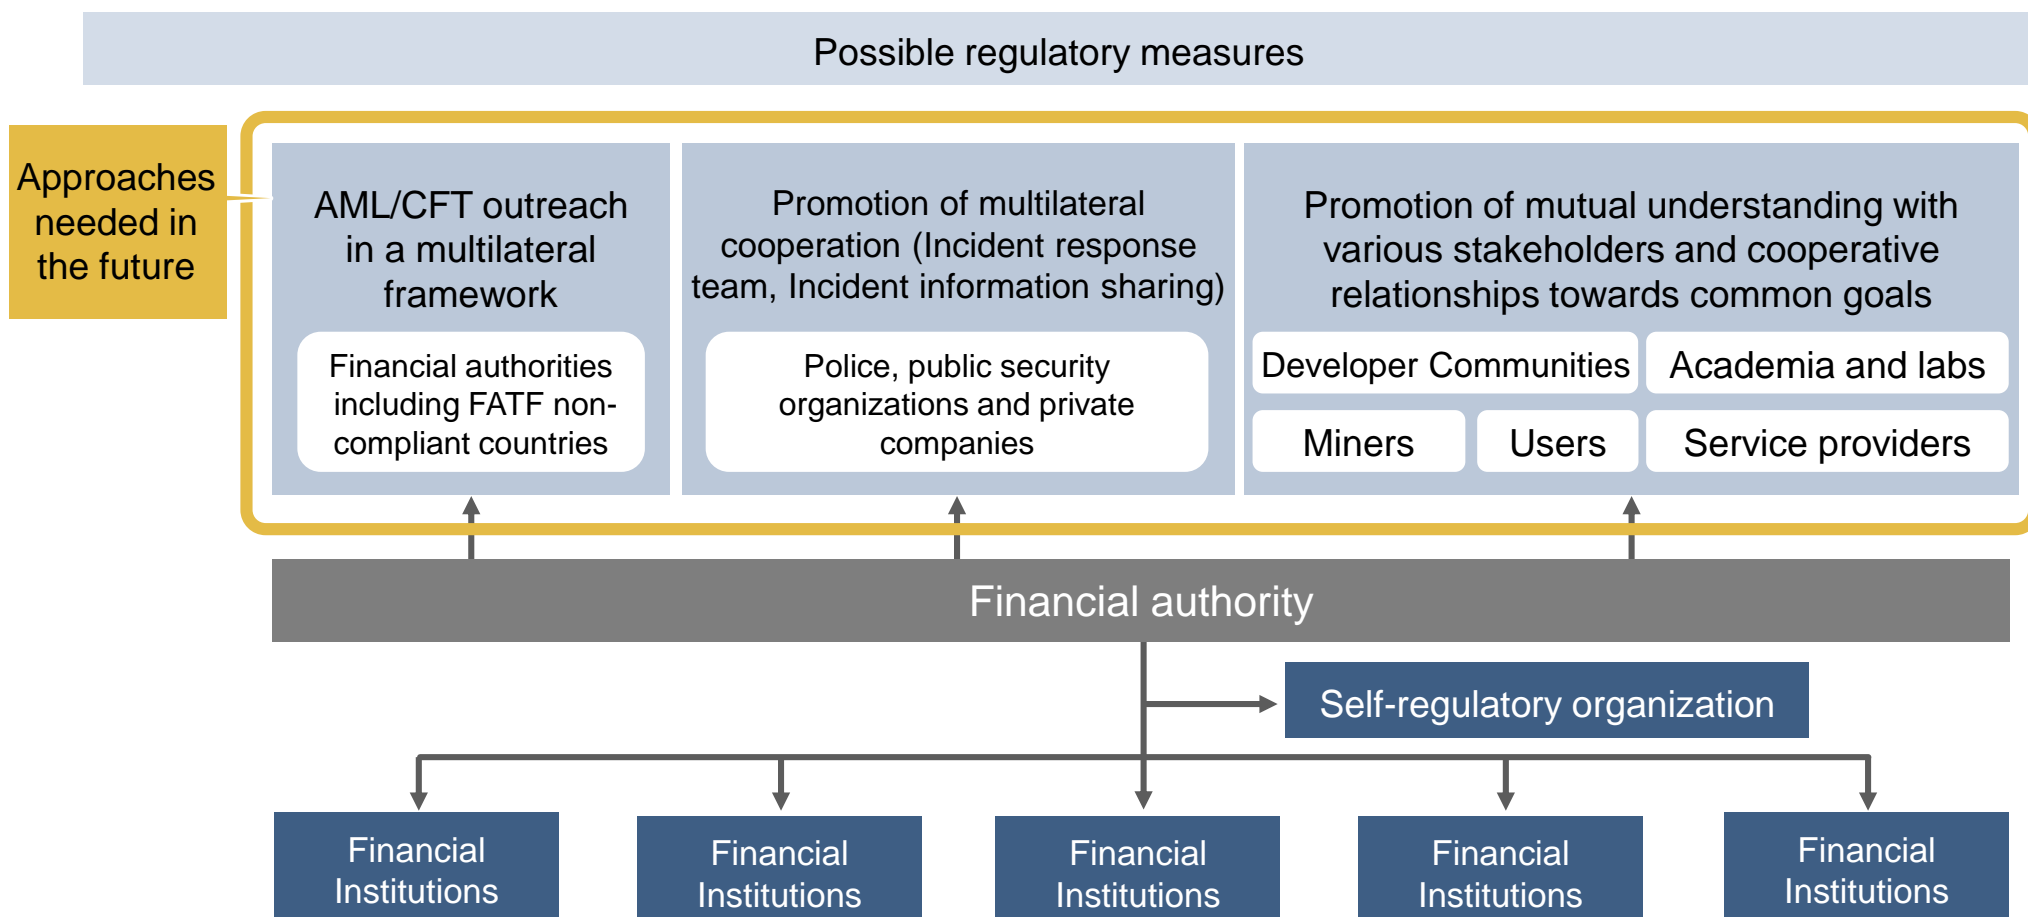 Possible regulatory measures
Approaches
needed in
the future
AML/CFT outreach
in a multilateral
framework
Financial authorities
including FATF non-
compliant countries
Promotion of multilateral
cooperation (Incident response
team, Incident information sharing)
Police, public security
organizations and private
companies
Promotion of mutual understanding with
various stakeholders and cooperative
relationships towards common goals
Developer Communities
Academia and labs
Miners
Users
Service providers
Financial authority
Self-regulatory organization
Financial
Institutions
Financial
Institutions
Financial
Institutions
Financial
Institutions
Financial
Institutions